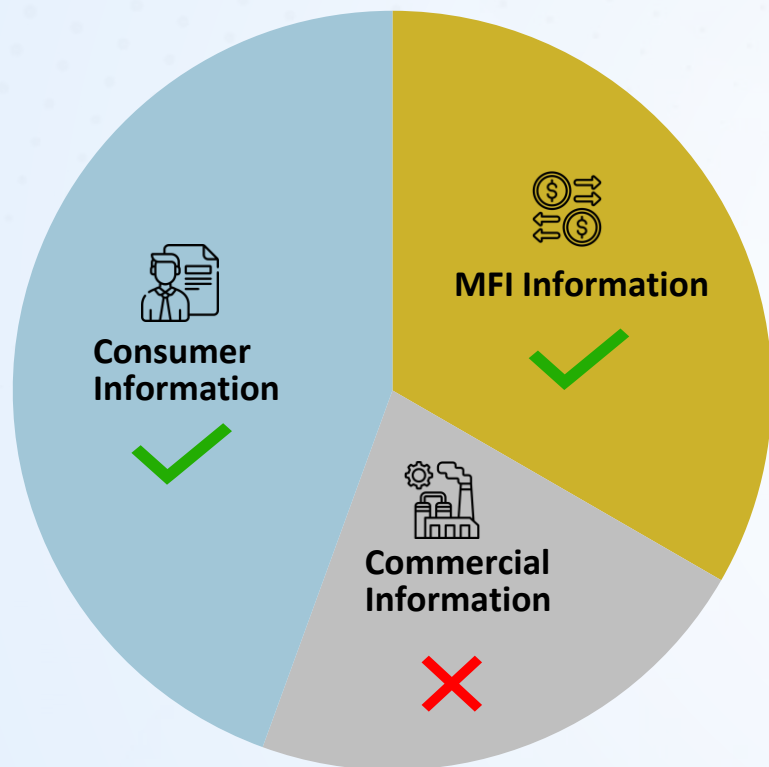 MFI Information
Consumer
Information
Commercial
Information